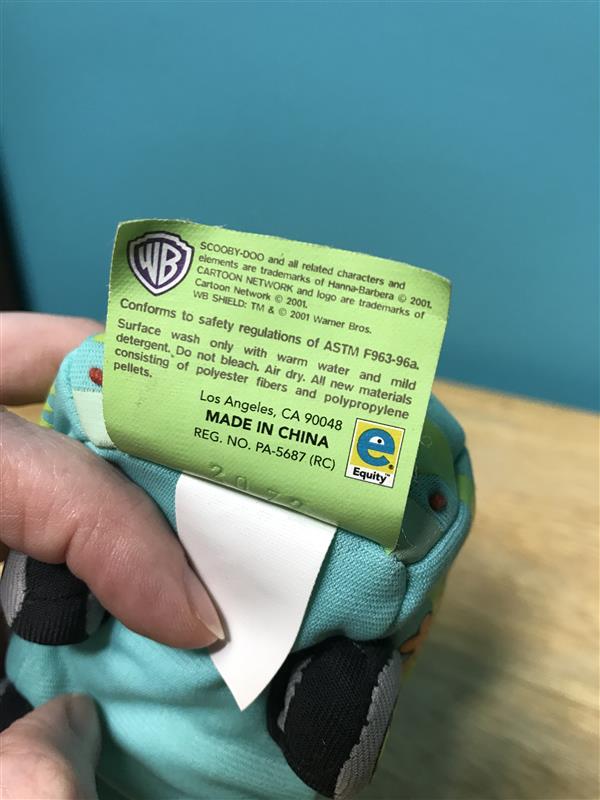 WB
SCOOBY-DOO and all related characters and
elements are trademarks of Hanna-Barbera © 2001.
CARTOON NETWORK and logo are trademarks of
Cartoon Network © 2001.
WB SHIELD: TM & © 2001 Warner Bros.
Conforms to safety regulations of ASTM F963-96a.
Surface wash only with warm water and mild
detergent. Do not bleach. Air dry. All new materials
consisting of polyester fibers and polypropylene
pellets.
Los Angeles, CA 90048
MADE IN CHINA
REG. NO. PA-5687 (RC)
e
Equity™